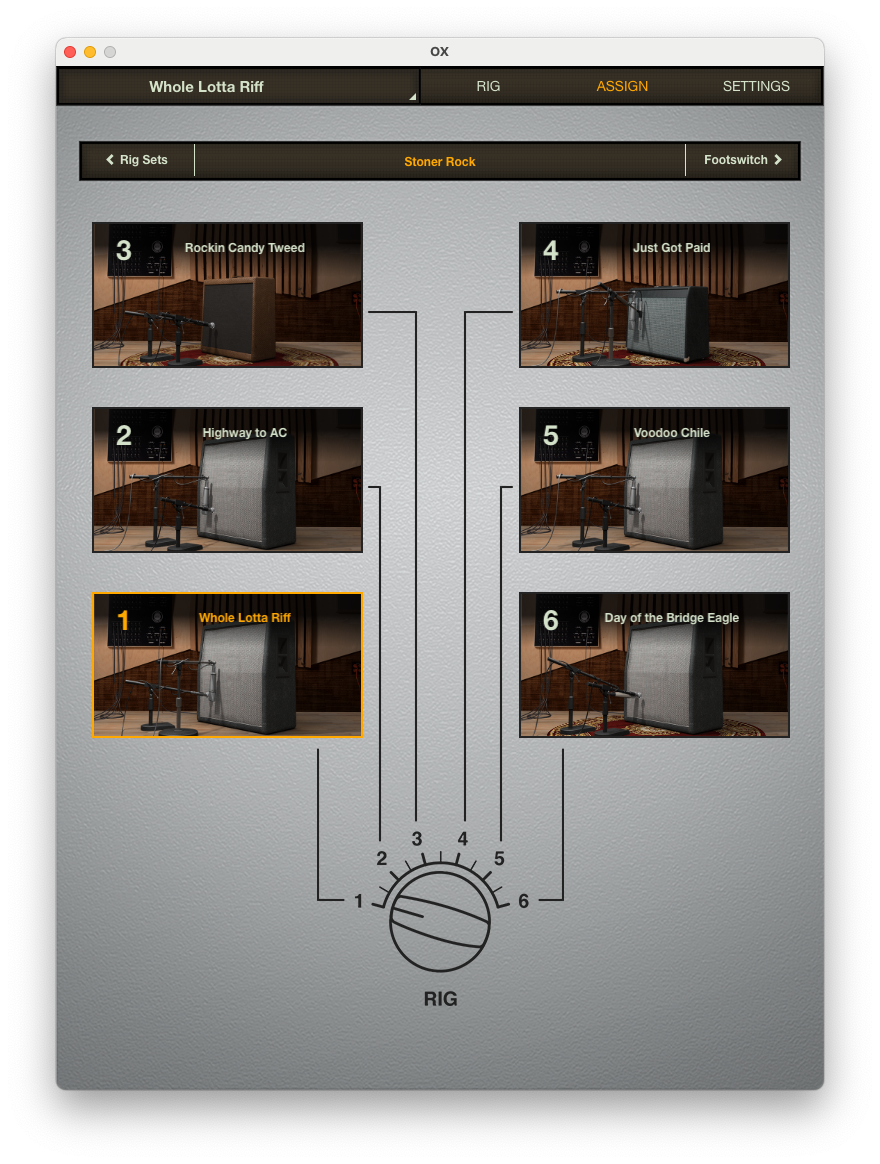 OX
Whole Lotta Riff
RIG
ASSIGN
SETTINGS
Rig Sets
Stoner Rock
Footswitch
3
Rockin Candy Tweed
4
Just Got Paid
2
Highway to AC
5
Voodoo Chile
1
Whole Lotta Riff
6
Day of the Bridge Eagle
3
4
2
5
1
6
RIG